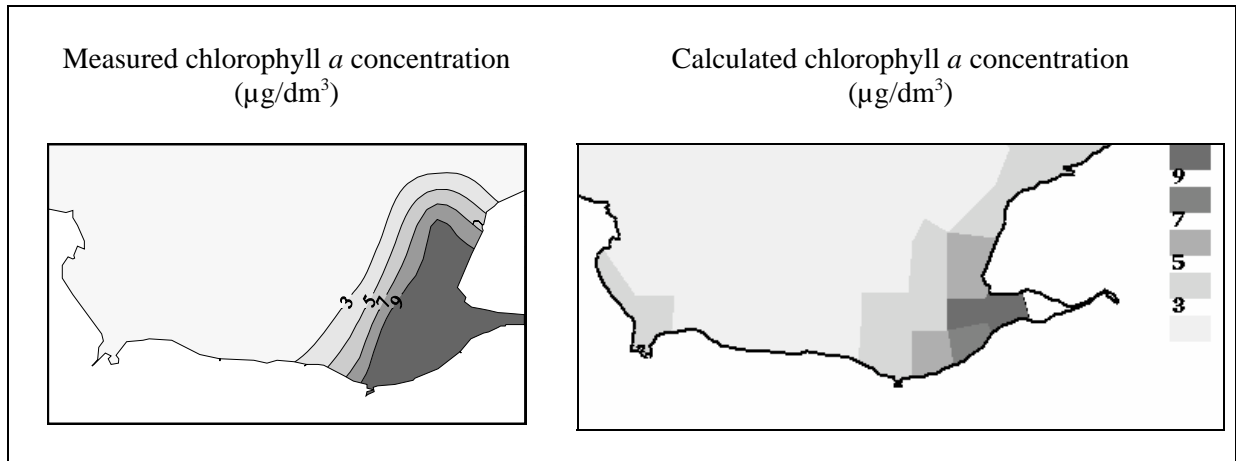 Measured chlorophyll a concentration
(µg/dm³)
Calculated chlorophyll a concentration
(µg/dm³)
3 5 7 9
9
7
5
3